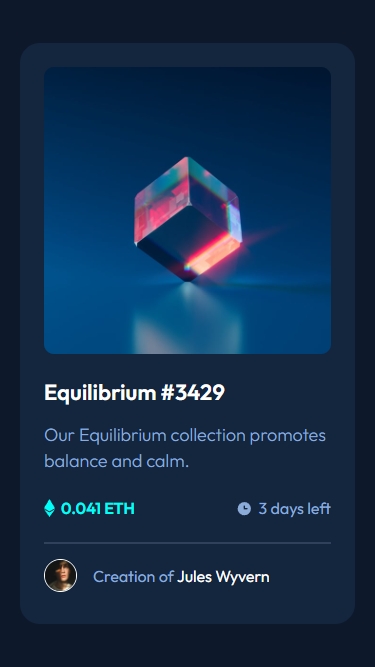 Equilibrium #3429
Our Equilibrium collection promotes
balance and calm.
0.041 ETH
3 days left
Creation of Jules Wyvern